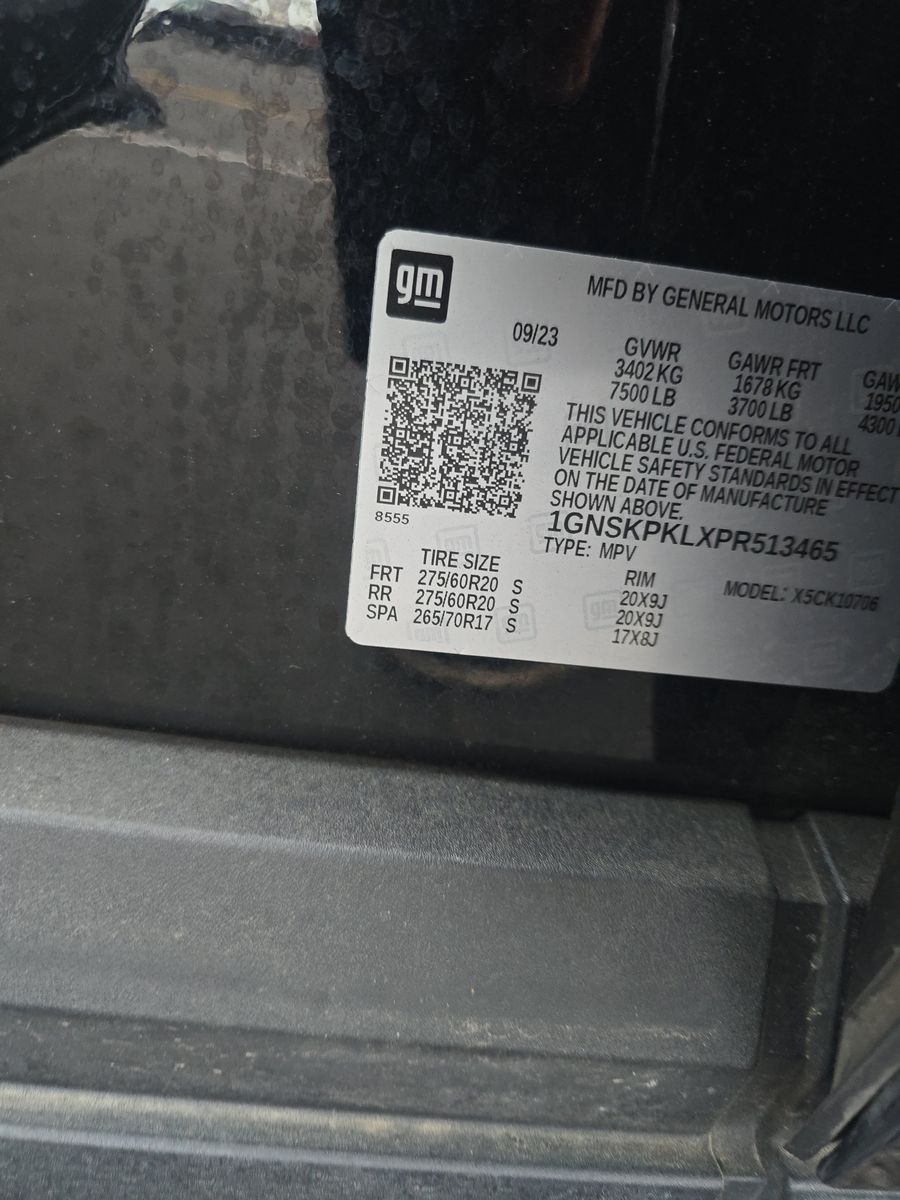 gm
MFD BY GENERAL MOTORS LLC
09/23
GVWR
3402 KG
7500 LB
GAWR FRT
1678 KG
3700 LB
GAW
1950
4300
THIS VEHICLE CONFORMS TO ALL
APPLICABLE U.S. FEDERAL MOTOR
VEHICLE SAFETY STANDARDS IN EFFECT
ON THE DATE OF MANUFACTURE
SHOWN ABOVE.
8555
1GNSKPKLXPR513465
TYPE: MPV
MODEL: X5CK10706
TIRE SIZE RIM
FRT 275/60R20 S 20X9J
RR 275/60R20 S 20X9J
SPA 265/70R17 S 17X8J